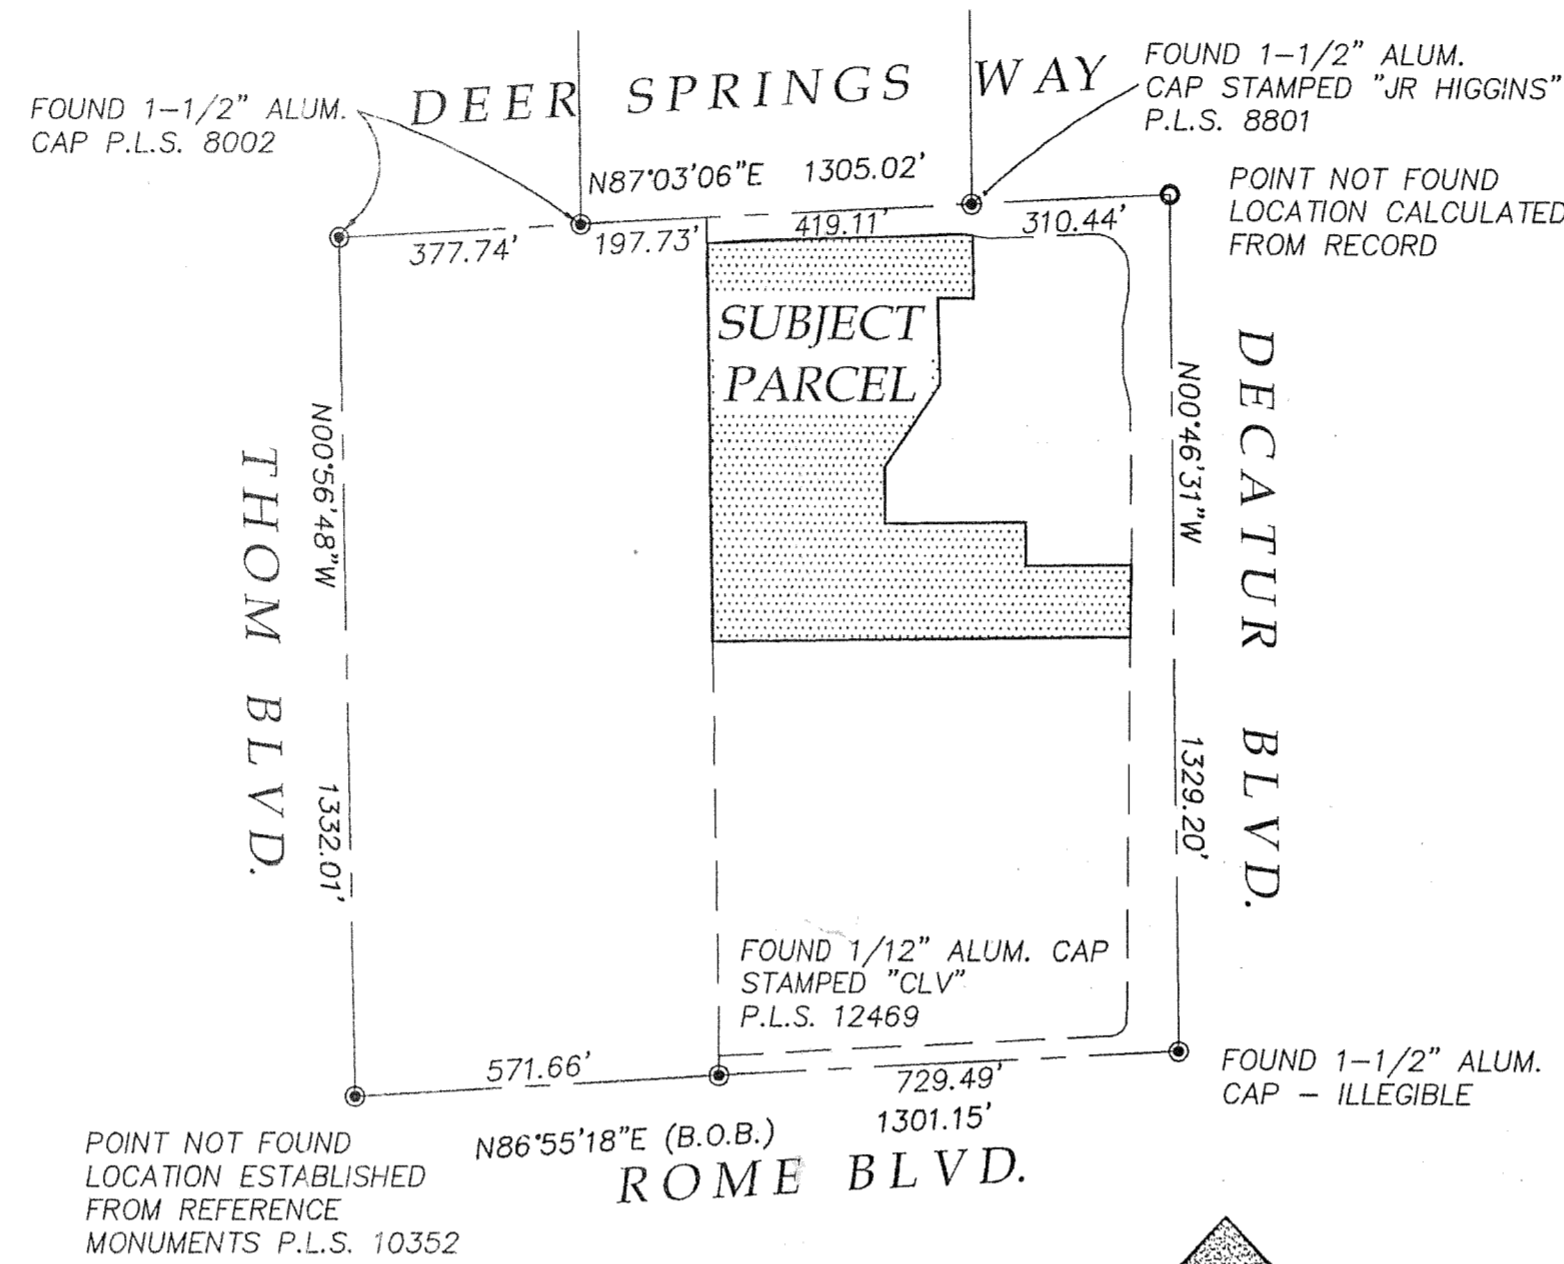 DEER SPRINGS WAY
FOUND 1-1/2" ALUM.
CAP P.L.S. 8002
FOUND 1-1/2" ALUM.
CAP STAMPED "JR HIGGINS"
P.L.S. 8801
N87°03'06"E 1305.02'
POINT NOT FOUND
LOCATION CALCULATED
FROM RECORD
377.74'
197.73'
419.11'
310.44'
SUBJECT
PARCEL
THOM BLVD.
N00°56'48"W
1332.01'
N00°46'31"W
1329.20'
DECATUR BLVD.
FOUND 1/12" ALUM. CAP
STAMPED "CLV"
P.L.S. 12469
571.66'
729.49'
1301.15'
FOUND 1-1/2" ALUM.
CAP - ILLEGIBLE
N86°55'18"E (B.O.B.)
ROME BLVD.
POINT NOT FOUND
LOCATION ESTABLISHED
FROM REFERENCE
MONUMENTS P.L.S. 10352